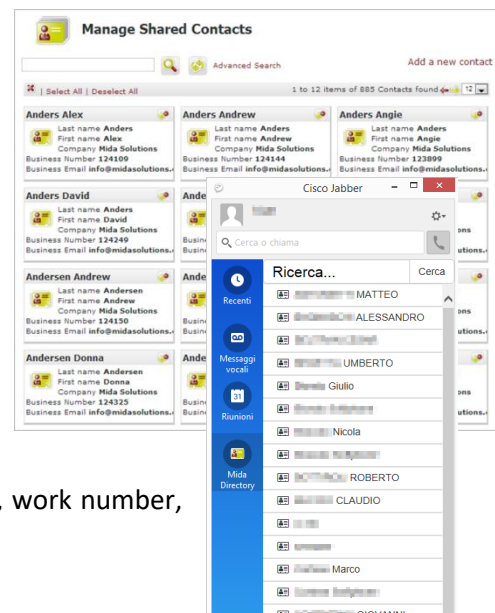 Manage Shared Contacts
Advanced Search
Add a new contact
| Select All | Deselect All
1 to 12 items of 885 Contacts found
12
Anders Alex
Last name Anders
First name Alex
Company Mida Solutions
Business Number 124109
Business Email info@midasolutions.
Anders Andrew
Last name Anders
First name Andrew
Company Mida Solutions
Business Number 124144
Business Email info@midasolutions.
Anders Angie
Last name Anders
First name Angie
Company Mida Solutions
Business Number 123899
Business Email info@midasolutions.
Anders David
Last name Anders
First name David
Company Mida Solutions
Business Number 124249
Business Email info@midasolutions.
Andersen Andrew
Last name Andersen
First name Andrew
Company Mida Solutions
Business Number 124150
Business Email info@midasolutions.
Andersen Donna
Last name Andersen
First name Donna
Company Mida Solutions
Business Number 124325
Business Email info@midasolutions.
Cisco Jabber
Cerca o chiama
Recenti
Messaggi
vocali
31
Riunioni
Mida
Directory
Ricerca...
Cerca
MATTEO
ALESSANDRO
UMBERTO
Giulio
Nicola
ROBERTO
CLAUDIO
Marco
GIOVANNI
, work number,